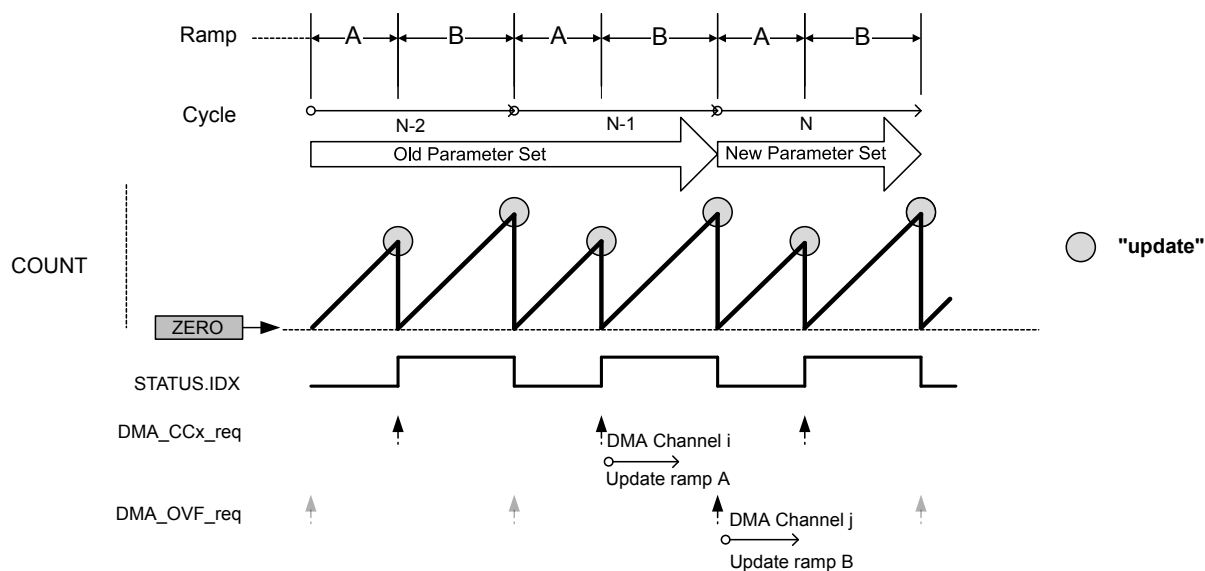 Ramp A B A B A B
Cycle
N-2 N-1 N
Old Parameter Set New Parameter Set
"update"
COUNT
ZERO
STATUS.IDX
DMA_CCx_req
DMA Channel i
Update ramp A
DMA_OVF_req
DMA Channel j
Update ramp B